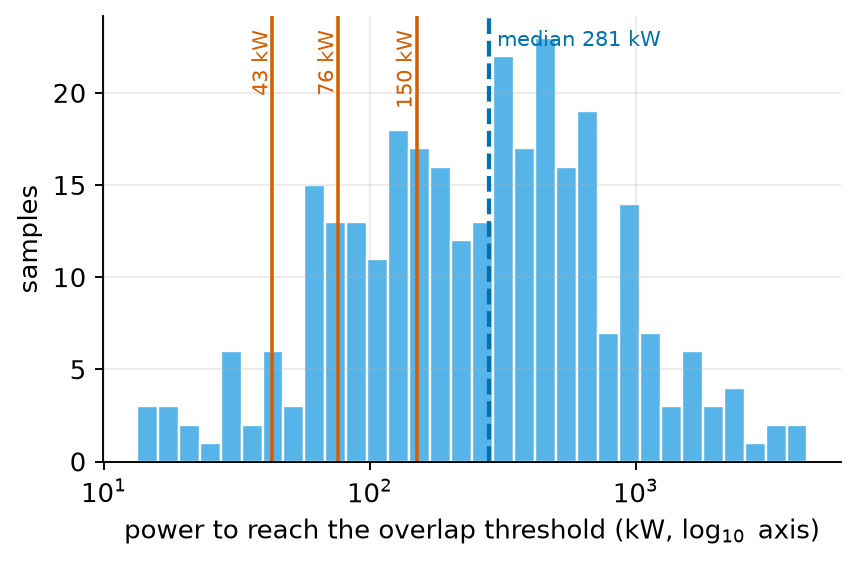 43 kW
76 kW
150 kW
median 281 kW
samples
20
15
10
5
0
10¹
10²
10³
power to reach the overlap threshold (kW, log₁₀ axis)